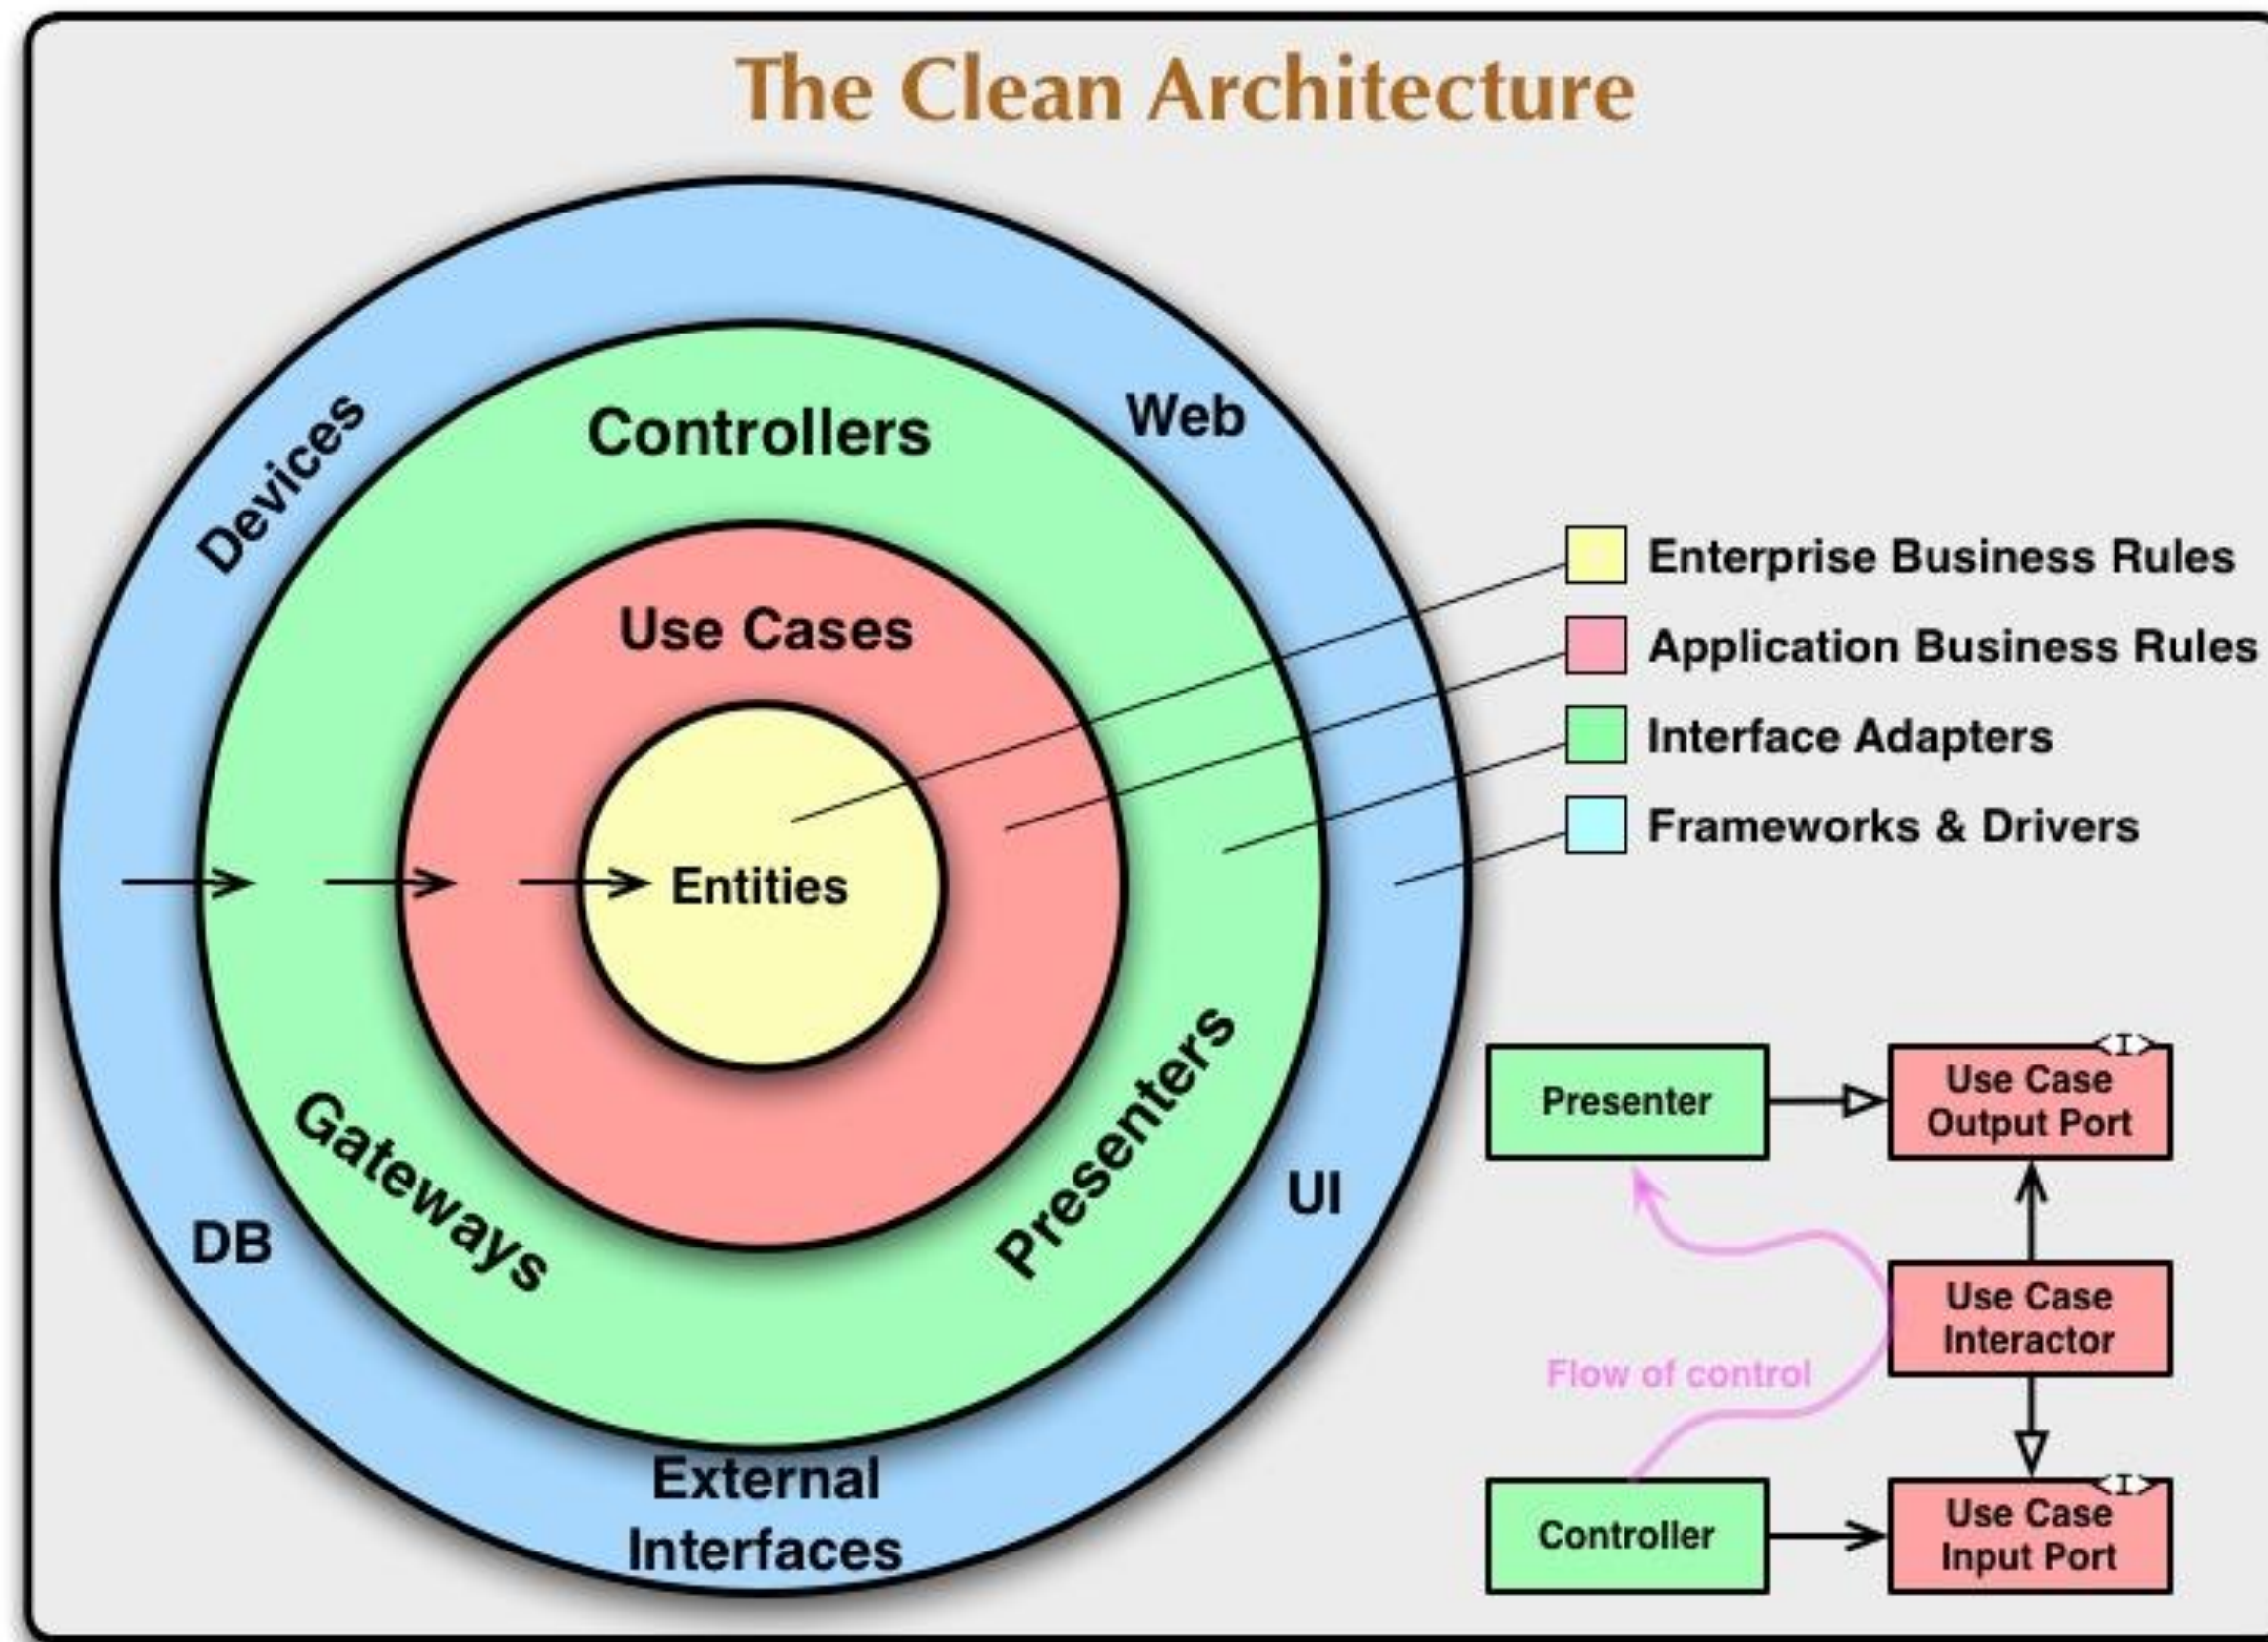 The Clean Architecture
Devices
Web
Controllers
Use Cases
Entities
Gateways
Presenters
DB
UI
External
Interfaces
Enterprise Business Rules
Application Business Rules
Interface Adapters
Frameworks & Drivers
Presenter
<I>
Use Case
Output Port
Use Case
Interactor
Flow of control
Controller
<I>
Use Case
Input Port